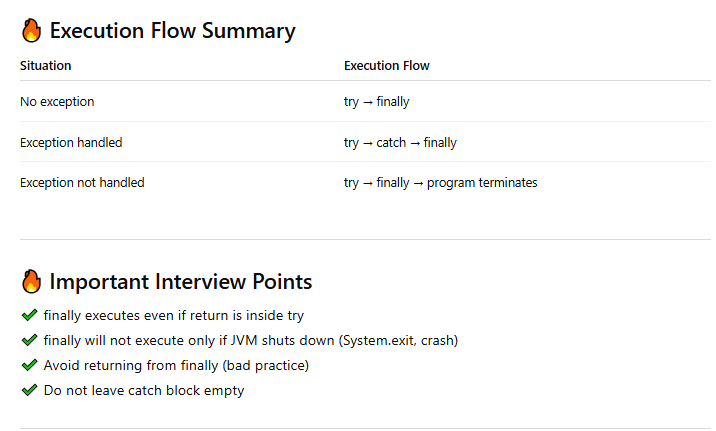 🔥 Execution Flow Summary
Situation Execution Flow
No exception try → finally
Exception handled try → catch → finally
Exception not handled try → finally → program terminates
🔥 Important Interview Points
✔ finally executes even if return is inside try
✔ finally will not execute only if JVM shuts down (System.exit, crash)
✔ Avoid returning from finally (bad practice)
✔ Do not leave catch block empty